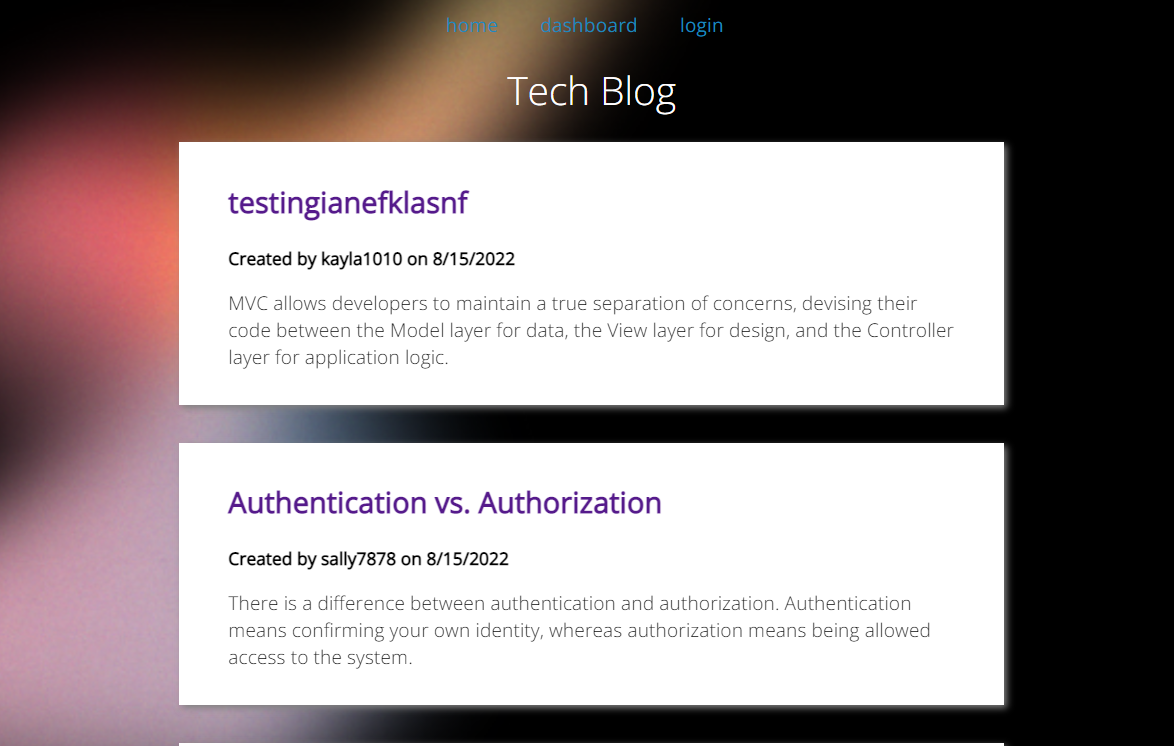 home dashboard login
Tech Blog
testingianefklasnf
Created by kayla1010 on 8/15/2022
MVC allows developers to maintain a true separation of concerns, devising their
code between the Model layer for data, the View layer for design, and the Controller
layer for application logic.
Authentication vs. Authorization
Created by sally7878 on 8/15/2022
There is a difference between authentication and authorization. Authentication
means confirming your own identity, whereas authorization means being allowed
access to the system.